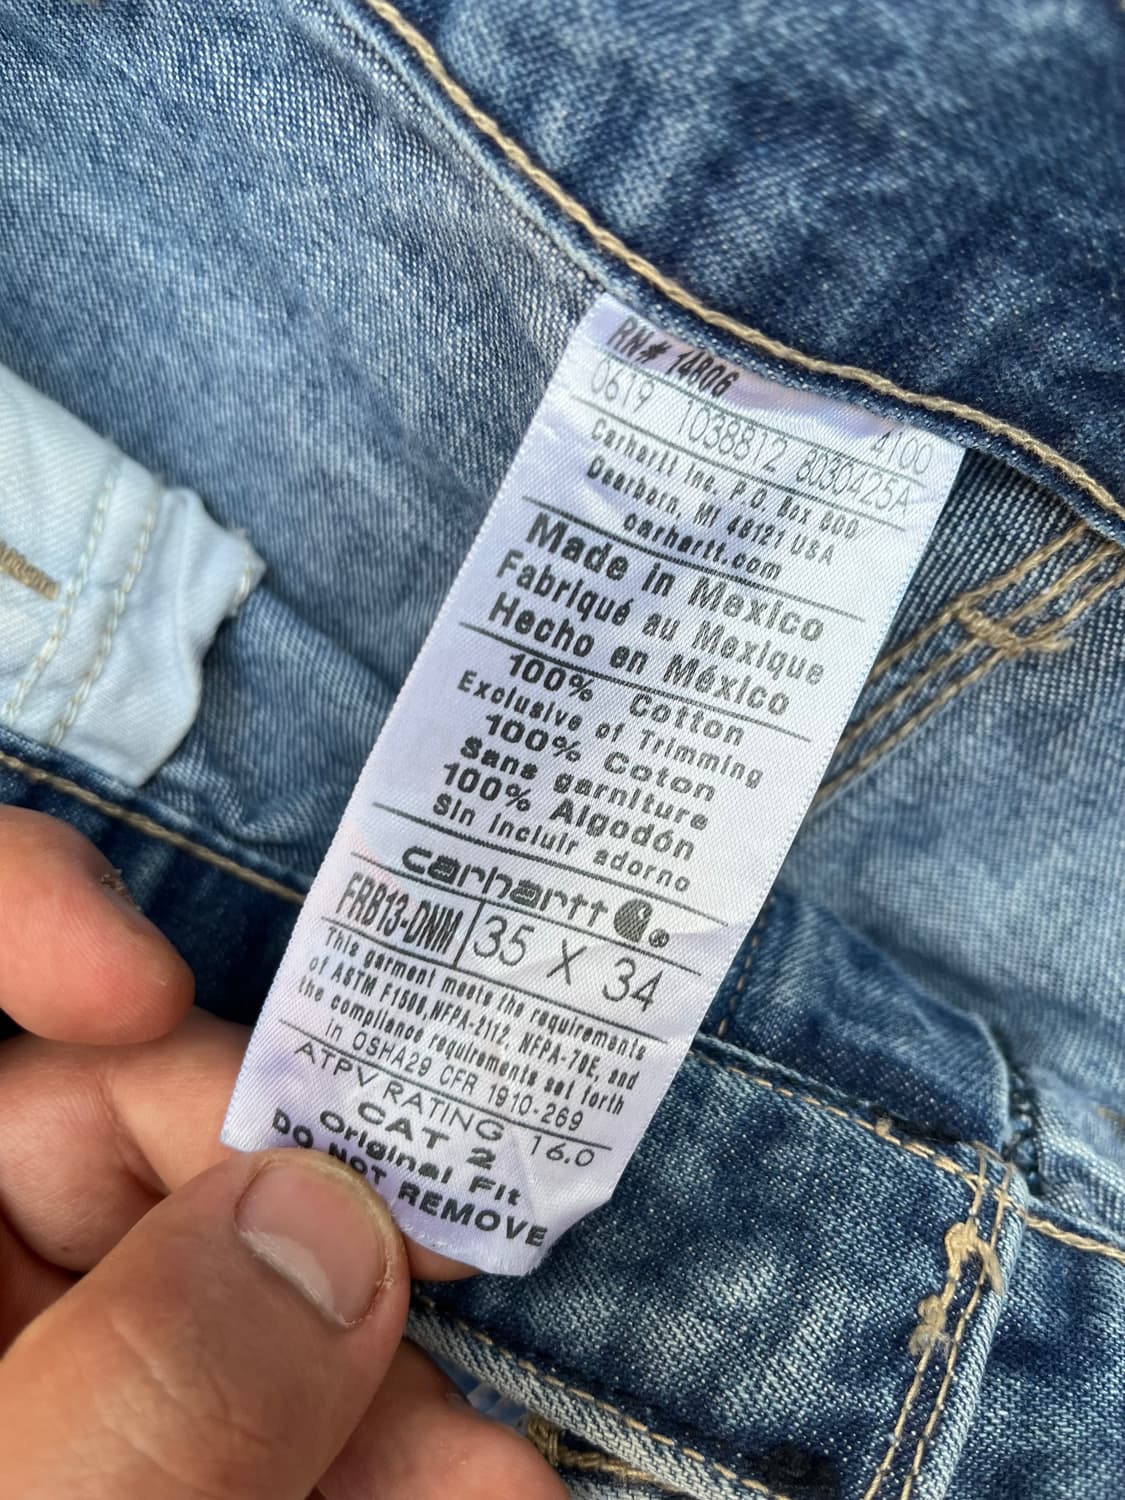 RN# 14806
0619 1038812 2100
8030425A
Carhartt Inc. P.O. Box 600
Dearborn, MI 48121 USA
carhartt.com
Made in Mexico
Fabriqué au Mexique
Hecho en México
100% Cotton
Exclusive of Trimming
100% Coton
Sans garniture
100% Algodón
Sin incluir adorno
carhartt ®
FRB13-DNM 35 X 34
This garment meets the requirements
of ASTM F1506, NFPA-2112, NFPA-70E, and
the compliance requirements set forth
in OSHA29 CFR 1910-269
ATPV RATING 16.0
CAT 2
Original Fit
DO NOT REMOVE